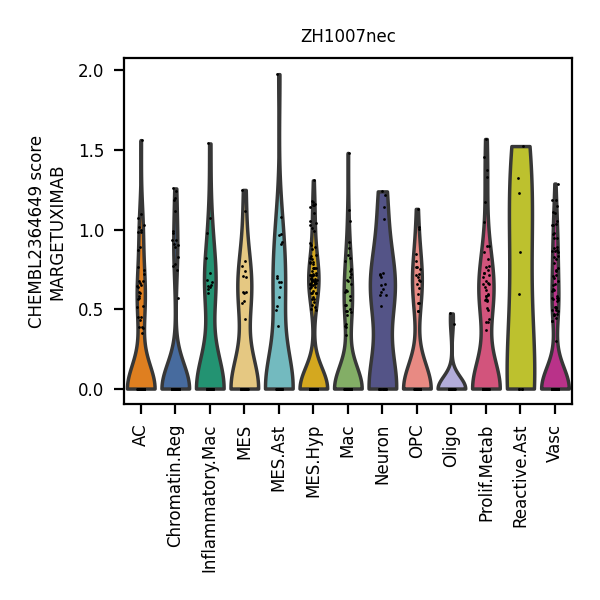 ZH1007nec
CHEMBL2364649 score
MARGETUXIMAB
2.0
1.5
1.0
0.5
0.0
AC
Chromatin.Reg
Inflammatory.Mac
MES
MES.Ast
MES.Hyp
Mac
Neuron
OPC
Oligo
Prolif.Metab
Reactive.Ast
Vasc